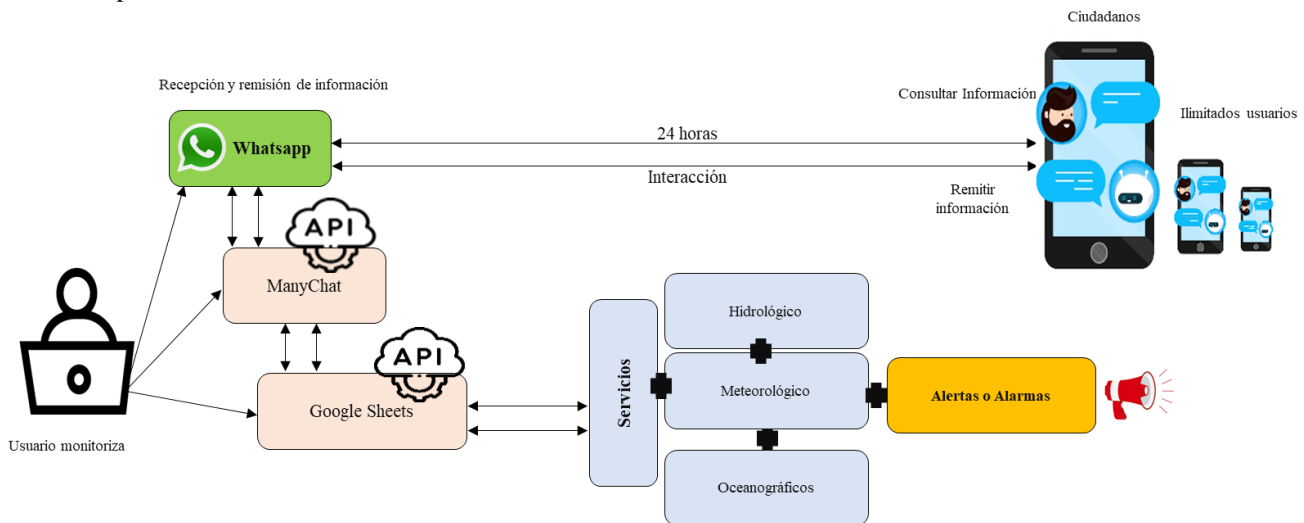 Ciudadanos
Recepción y remisión de información
Consultar Información
Ilimitados usuarios
Whatsapp
24 horas
Interacción
Remitir
información
API
ManyChat
Hidrológico
API
Servicios
Meteorológico
Alertas o Alarmas
Google Sheets
Usuario monitoriza
Oceanográficos